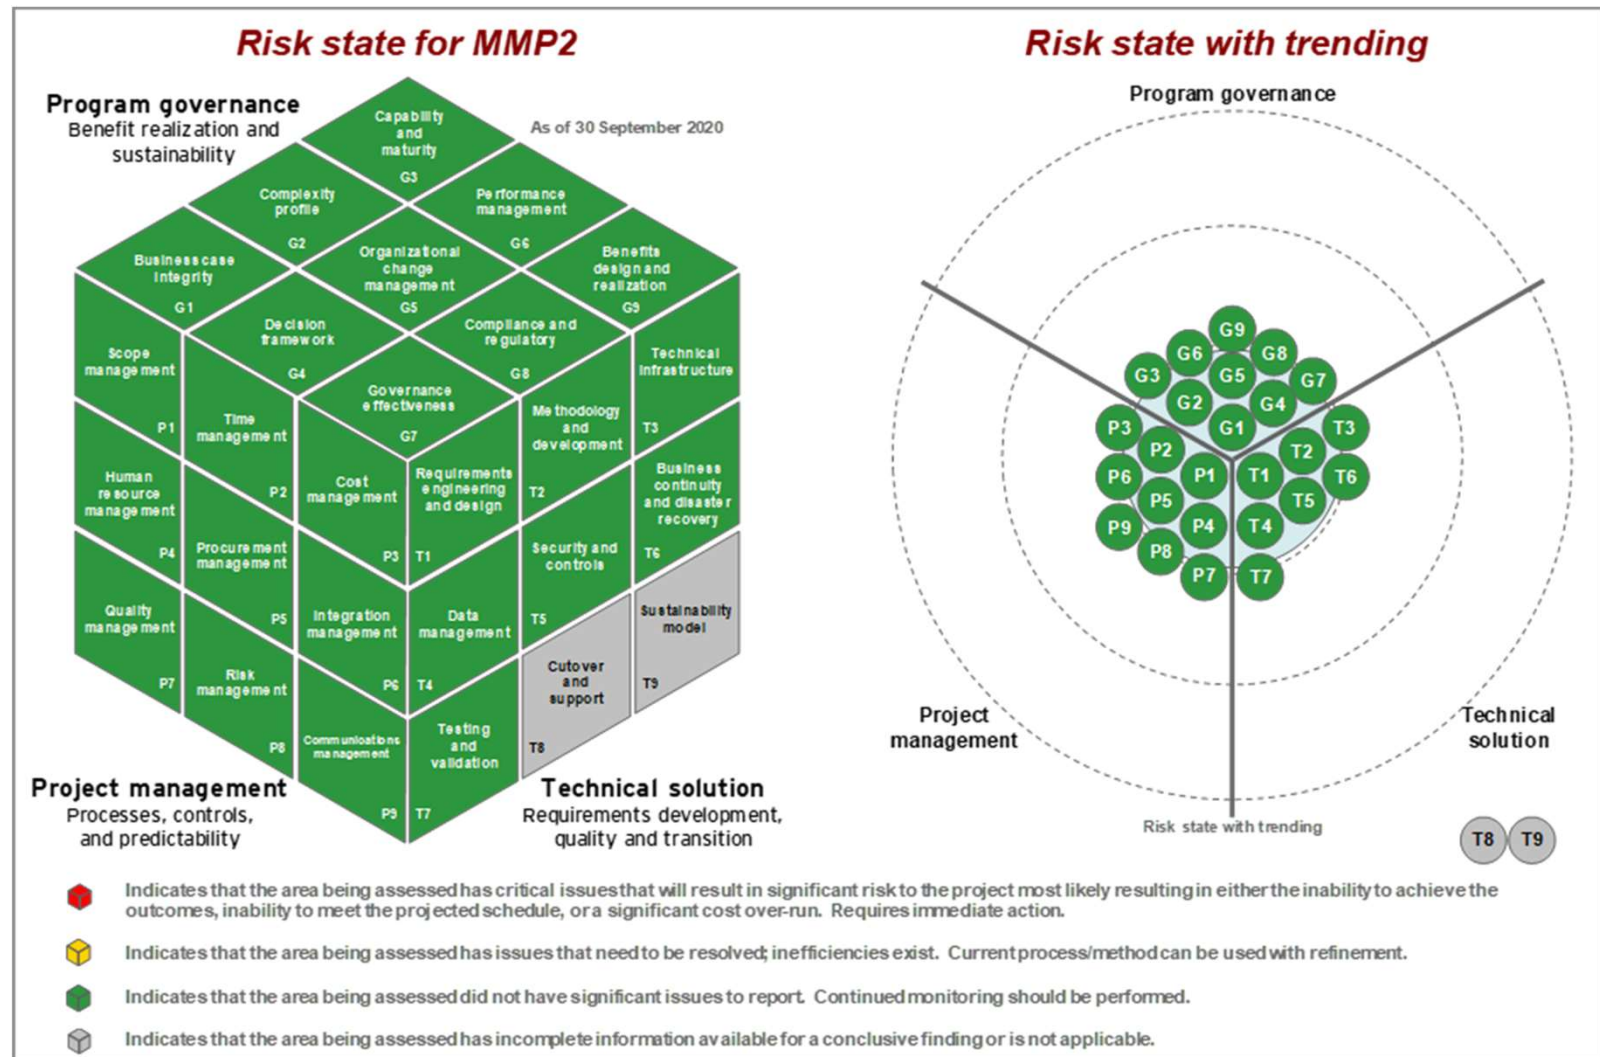 Risk state for MMP2
Risk state with trending
Program governance
Benefit realization and
sustainability
As of 30 September 2020
Capability
and
maturity
G3
Complexity
profile
G2
Performance
management
G6
Business case
integrity
G1
Organizational
change
management
G5
Benefits
design and
realization
G9
Decision
framework
G4
Compliance and
regulatory
G8
Governance
effectiveness
G7
Scope
management
P1
Time
management
P2
Cost
management
P3
Human
resource
management
P4
Procurement
management
P5
Integration
management
P6
Quality
management
P7
Risk
management
P8
Communications
management
P9
Requirements
engineering
and design
T1
Methodology
and
development
T2
Technical
infrastructure
T3
Data
management
T4
Security and
controls
T5
Business
continuity
and disaster
recovery
T6
Testing
and
validation
T7
Cutover
and
support
T8
Sustainability
model
T9
Project management
Processes, controls,
and predictability
Technical solution
Requirements development,
quality and transition
Program governance
G9
G6
G8
G3
G5
G7
G2
G4
G1
P3
P2
P1
P6
P5
P4
P9
P8
P7
T3
T2
T1
T6
T5
T4
T7
Project
management
Technical
solution
Risk state with trending
T8
T9
Indicates that the area being assessed has critical issues that will result in significant risk to the project most likely resulting in either the inability to achieve the
outcomes, inability to meet the projected schedule, or a significant cost over-run. Requires immediate action.
Indicates that the area being assessed has issues that need to be resolved; inefficiencies exist. Current process/method can be used with refinement.
Indicates that the area being assessed did not have significant issues to report. Continued monitoring should be performed.
Indicates that the area being assessed has incomplete information available for a conclusive finding or is not applicable.